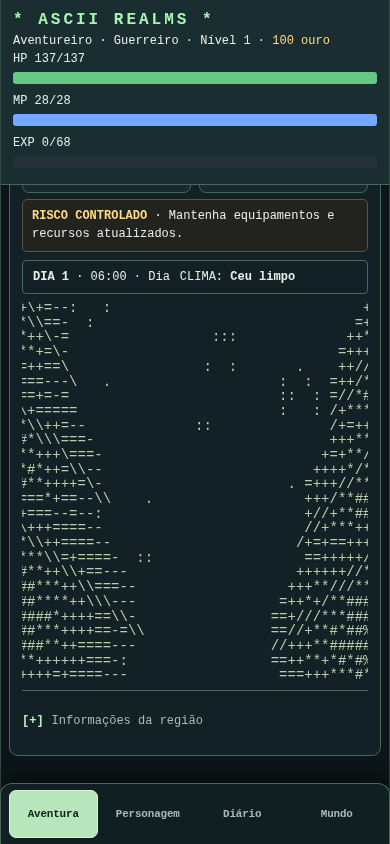 * ASCII REALMS *
Aventureiro · Guerreiro · Nível 1 · 100 ouro
HP 137/137
MP 28/28
EXP 0/68
RISCO CONTROLADO · Mantenha equipamentos e
recursos atualizados.
DIA 1 · 06:00 · Dia CLIMA: Ceu limpo
[+] Informações da região
Aventura Personagem Diário Mundo